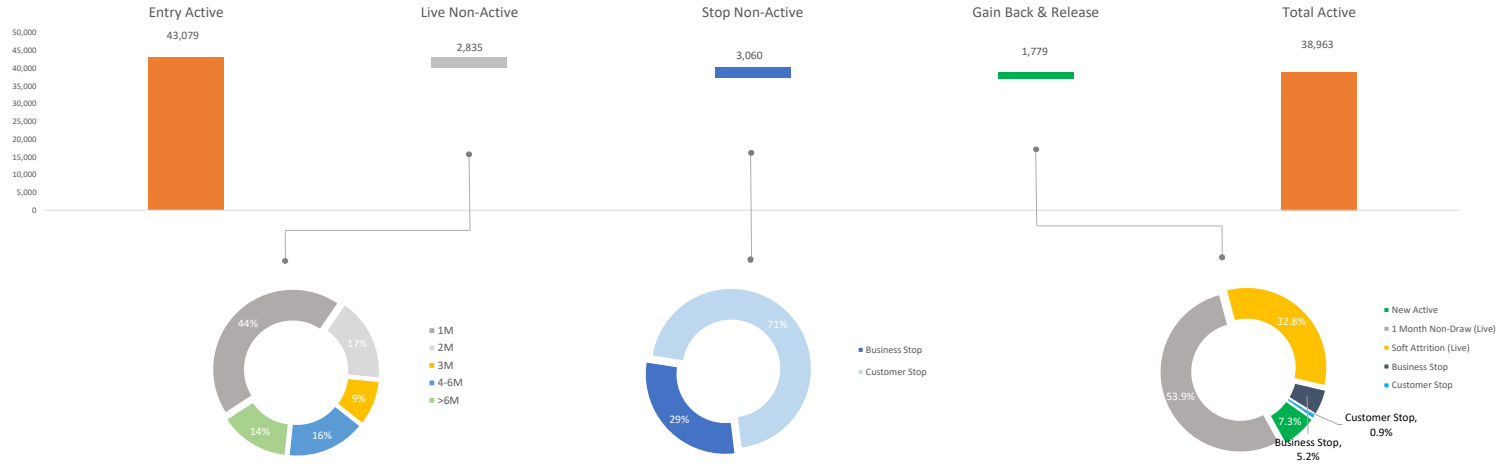 Entry Active
Live Non-Active
Stop Non-Active
Gain Back & Release
Total Active
50,000
45,000
40,000
35,000
30,000
25,000
20,000
15,000
10,000
5,000
0
43,079
2,835
3,060
1,779
38,963
44%
17%
9%
16%
14%
1M
2M
3M
4-6M
>6M
71%
29%
Business Stop
Customer Stop
32.8%
53.9%
7.3%
Customer Stop,
0.9%
Business Stop,
5.2%
New Active
1 Month Non-Draw (Live)
Soft Attrition (Live)
Business Stop
Customer Stop